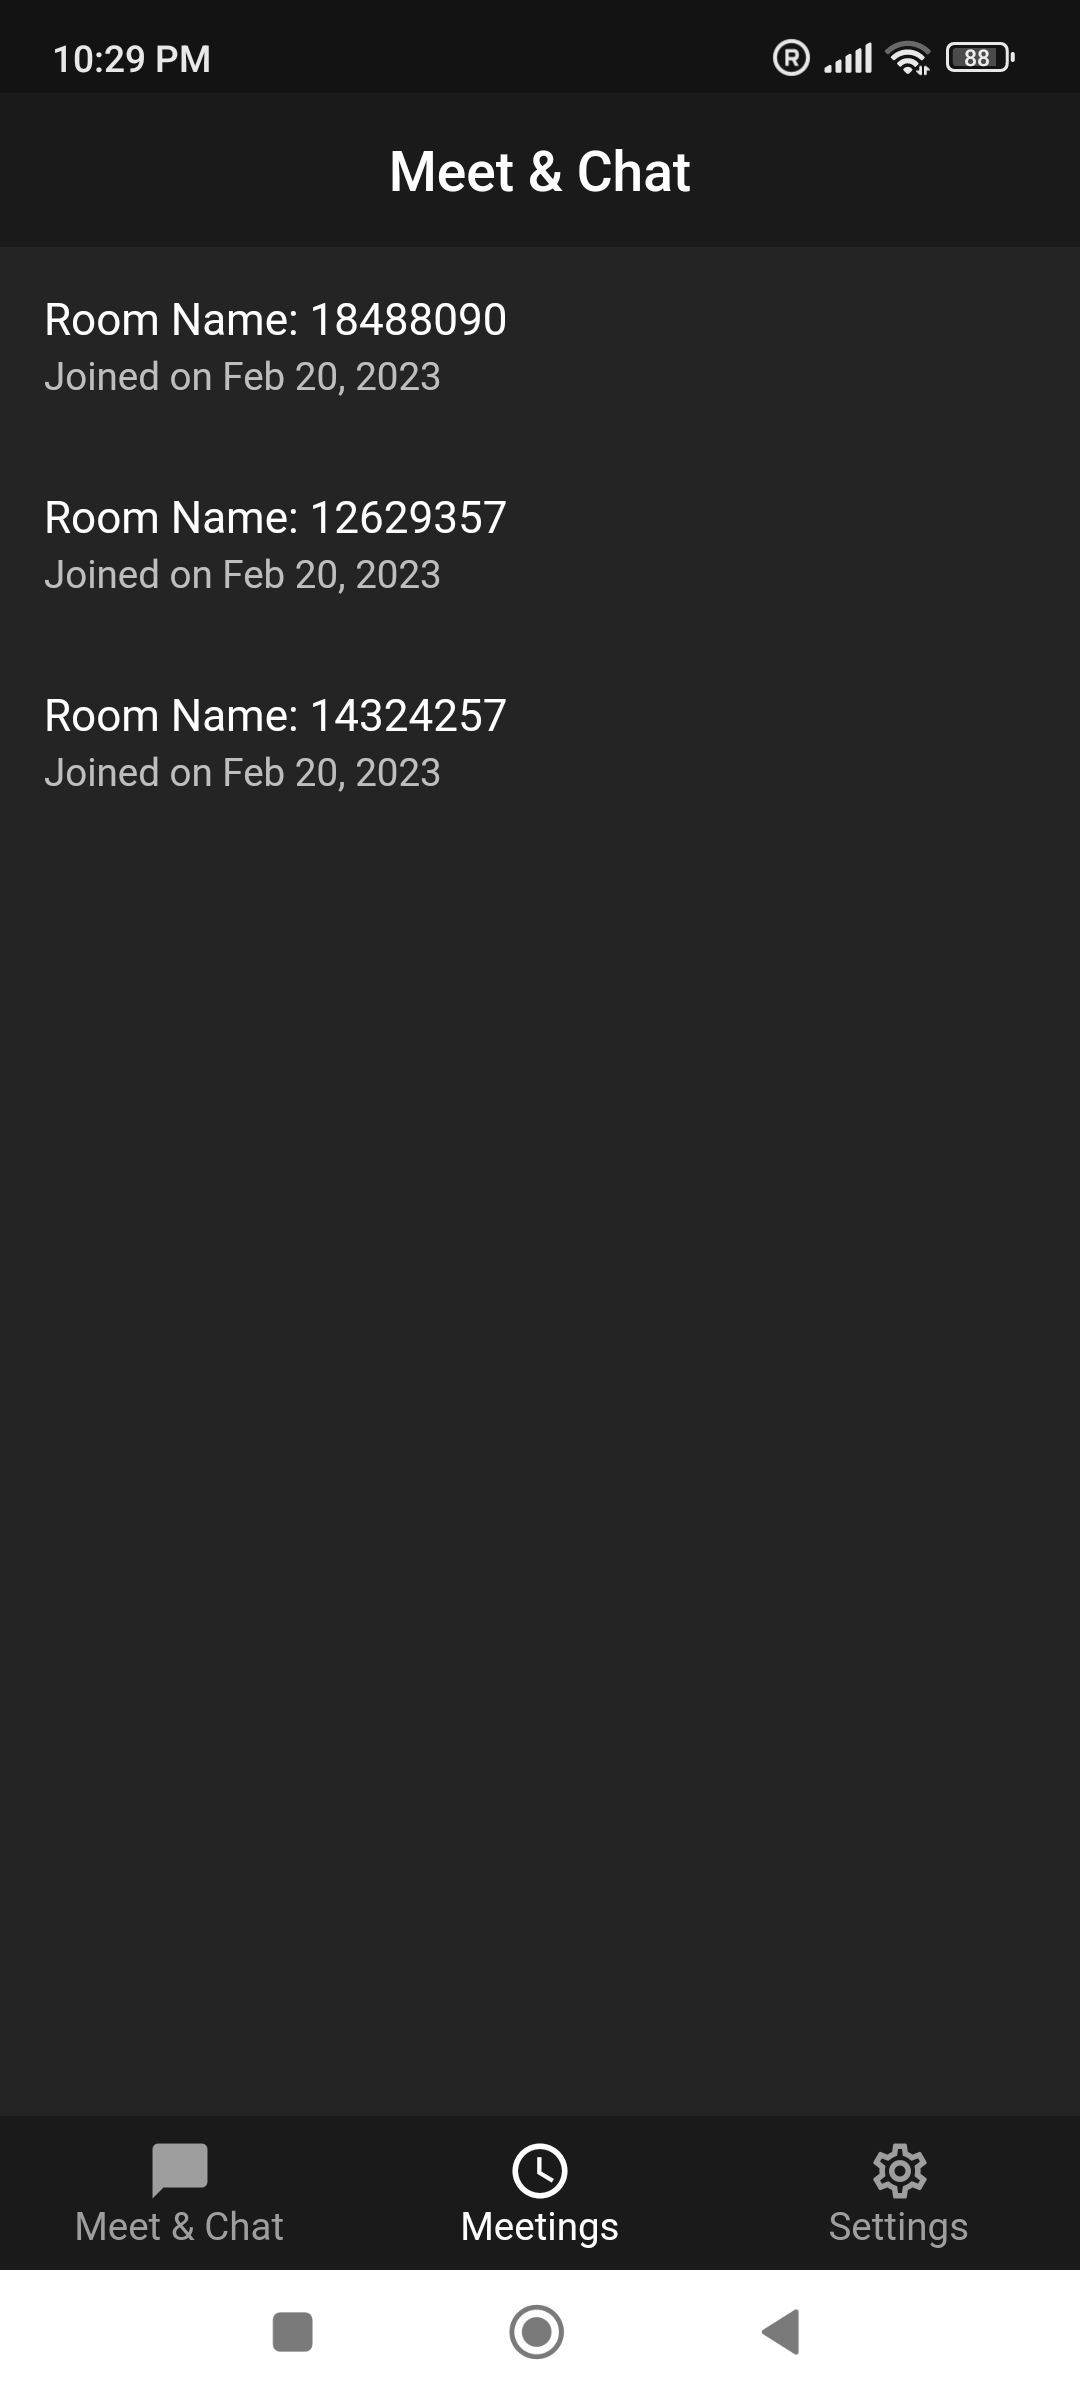 10:29 PM
R
88
Meet & Chat
Room Name: 18488090
Joined on Feb 20, 2023
Room Name: 12629357
Joined on Feb 20, 2023
Room Name: 14324257
Joined on Feb 20, 2023
Meet & Chat
Meetings
Settings